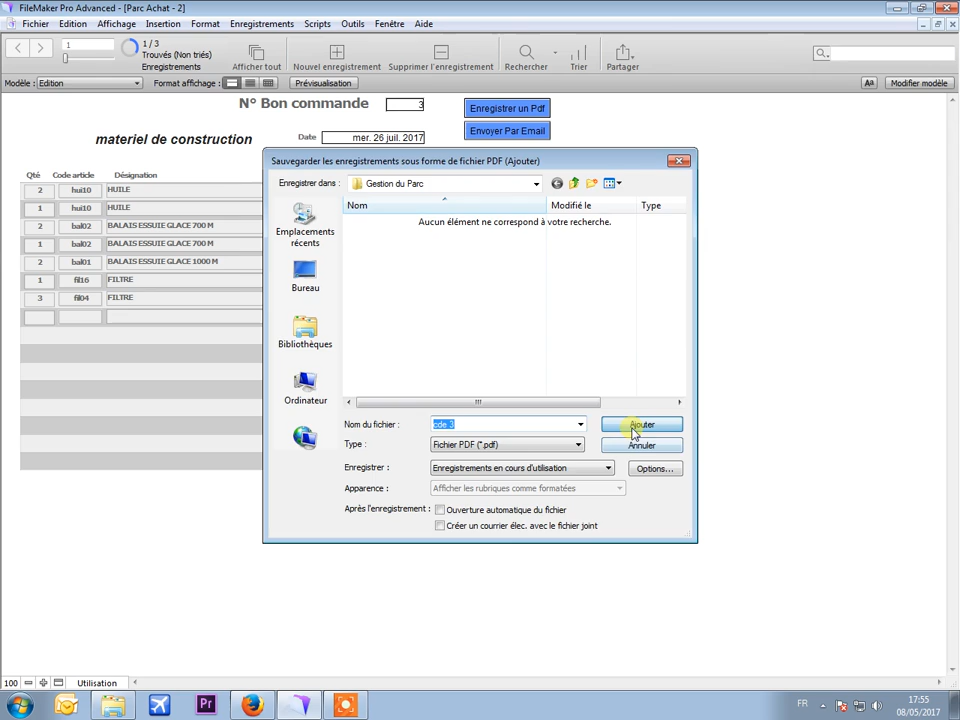 FileMaker Pro Advanced - [Parc Achat - 2]
Fichier Edition Affichage Insertion Format Enregistrements Scripts Outils Fenêtre Aide
1
1 / 3
Trouvés (Non triés)
Enregistrements
Afficher tout
Nouvel enregistrement
Supprimer l'enregistrement
Rechercher
Trier
Partager
Modèle : Edition
Format affichage :
Prévisualisation
Aa
Modifier modèle
N° Bon commande
3
Enregistrer un Pdf
Envoyer Par Email
materiel de construction
Date
mer. 26 juil. 2017
Qté Code article Désignation
2 hui10 HUILE
1 hui10 HUILE
2 bal02 BALAIS ESSUIE GLACE 700 M
1 bal02 BALAIS ESSUIE GLACE 700 M
2 bal01 BALAIS ESSUIE GLACE 1000 M
1 fil16 FILTRE
3 fil04 FILTRE
Sauvegarder les enregistrements sous forme de fichier PDF (Ajouter)
Enregistrer dans : Gestion du Parc
Nom Modifié le Type
Aucun élément ne correspond à votre recherche.
Emplacements récents
Bureau
Bibliothèques
Ordinateur
Nom du fichier : cde 3 Ajouter
Type : Fichier PDF (*.pdf) Annuler
Enregistrer : Enregistrements en cours d'utilisation Options...
Apparence : Afficher les rubriques comme formatées
Après l'enregistrement : Ouverture automatique du fichier
Créer un courrier élec. avec le fichier joint
100 Utilisation
Pr
FR
17:55
08/05/2017